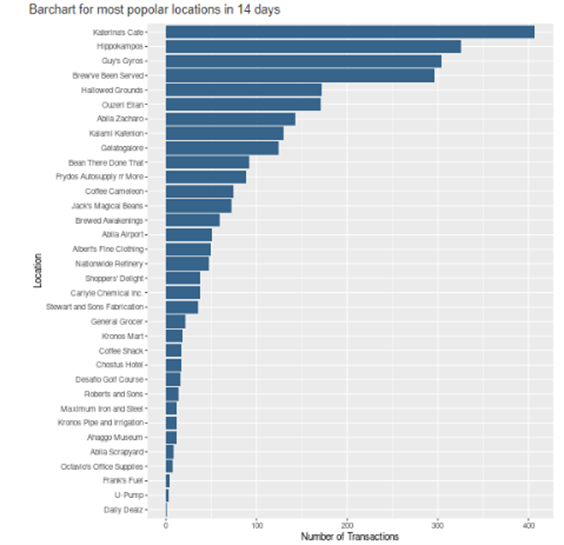 Barchart for most popular locations in 14 days
Katerina's Cafe
Hippokampos
Guy's Gyros
Brew've Been Served
Hallowed Grounds
Ouzeri Elian
Abila Zacharo
Kalami Kafenion
Gelatogalore
Bean There Done That
Frydos Autosupply n' More
Coffee Cameleon
Jack's Magical Beans
Brewed Awakenings
Abila Airport
Albert's Fine Clothing
Nationwide Refinery
Shoppers' Delight
Carlyle Chemical Inc.
Stewart and Sons Fabrication
General Grocer
Kronos Mart
Coffee Shack
Chostus Hotel
Desafio Golf Course
Roberts and Sons
Maximum Iron and Steel
Kronos Pipe and Irrigation
Ahaggo Museum
Abila Scrapyard
Octavio's Office Supplies
Frank's Fuel
U-Pump
Daily Dealz
Location
0 100 200 300 400
Number of Transactions